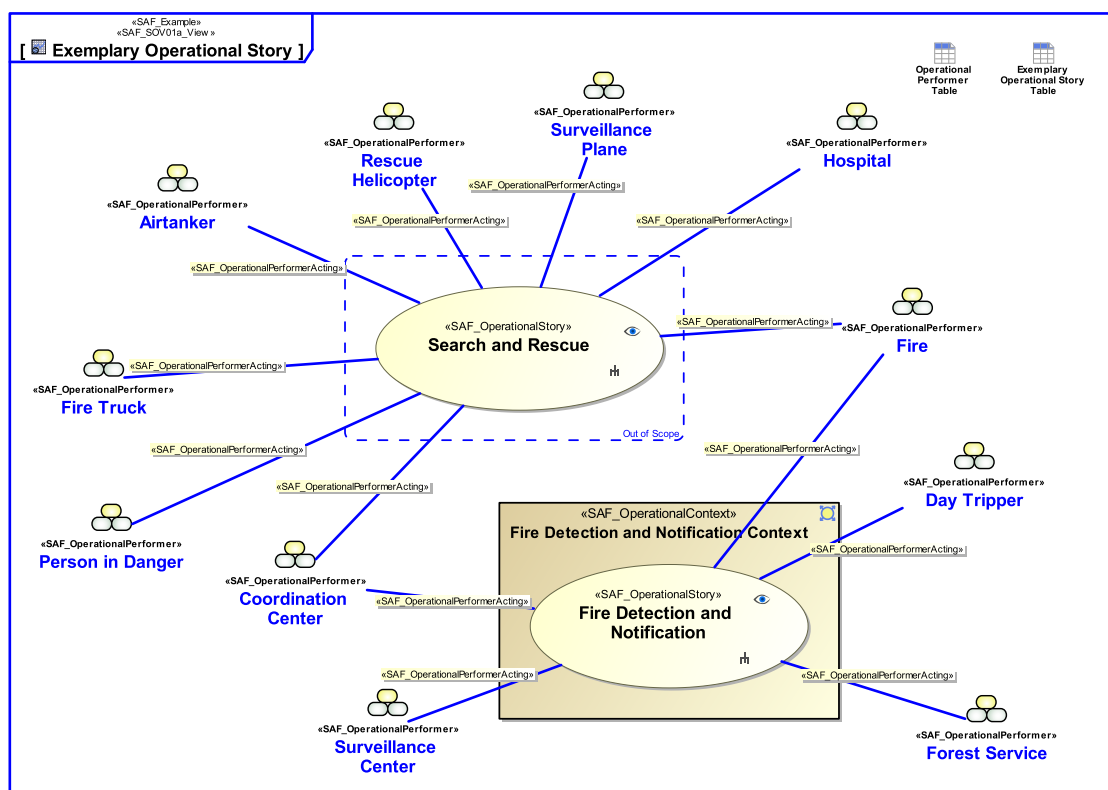 «SAF_Example»
«SAF_SOV01a_View»
[ Exemplary Operational Story ]
Operational
Performer
Table
Exemplary
Operational Story
Table
«SAF_OperationalPerformer»
Surveillance
Plane
«SAF_OperationalPerformer»
Rescue
Helicopter
«SAF_OperationalPerformer»
Hospital
«SAF_OperationalPerformer»
Airtanker
«SAF_OperationalPerformerActing»
«SAF_OperationalPerformerActing»
«SAF_OperationalPerformerActing»
«SAF_OperationalPerformerActing»
«SAF_OperationalStory»
Search and Rescue
Out of Scope
«SAF_OperationalPerformerActing»
«SAF_OperationalPerformer»
Fire
«SAF_OperationalPerformerActing»
«SAF_OperationalPerformer»
Fire Truck
«SAF_OperationalPerformerActing»
«SAF_OperationalPerformerActing»
«SAF_OperationalPerformerActing»
«SAF_OperationalPerformer»
Day Tripper
«SAF_OperationalPerformer»
Person in Danger
«SAF_OperationalContext»
Fire Detection and Notification Context
«SAF_OperationalPerformerActing»
«SAF_OperationalPerformer»
Coordination
Center
«SAF_OperationalPerformerActing»
«SAF_OperationalStory»
Fire Detection and
Notification
«SAF_OperationalPerformerActing»
«SAF_OperationalPerformerActing»
«SAF_OperationalPerformer»
Surveillance
Center
«SAF_OperationalPerformer»
Forest Service